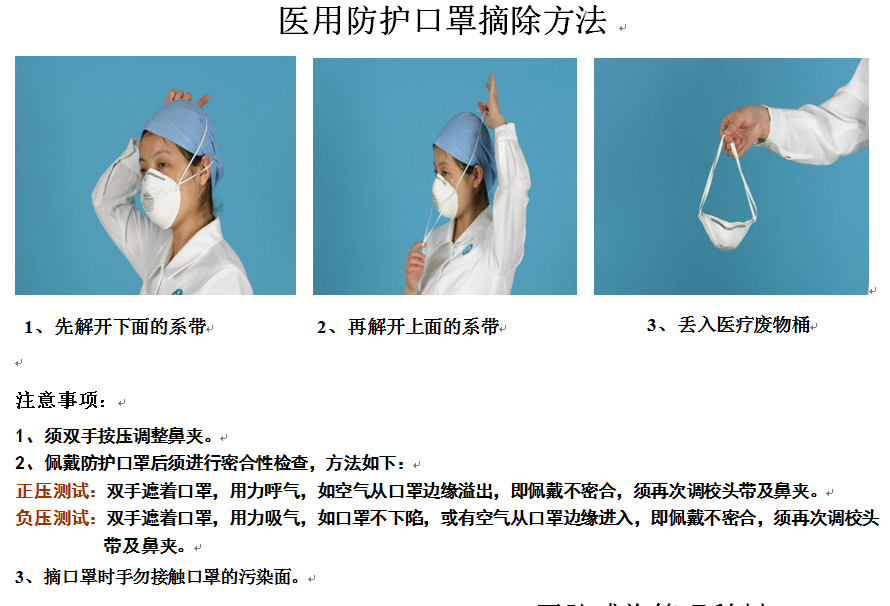 医用防护口罩摘除方法
1、先解开下面的系带
2、再解开上面的系带
3、丢入医疗废物桶
注意事项：
1、须双手按压调整鼻夹。
2、佩戴防护口罩后须进行密合性检查，方法如下：
正压测试：双手遮着口罩，用力呼气，如空气从口罩边缘溢出，即佩戴不密合，须再次调校头带及鼻夹。
负压测试：双手遮着口罩，用力吸气，如口罩不下陷，或有空气从口罩边缘进入，即佩戴不密合，须再次调校头
带及鼻夹。
3、摘口罩时手勿接触口罩的污染面。